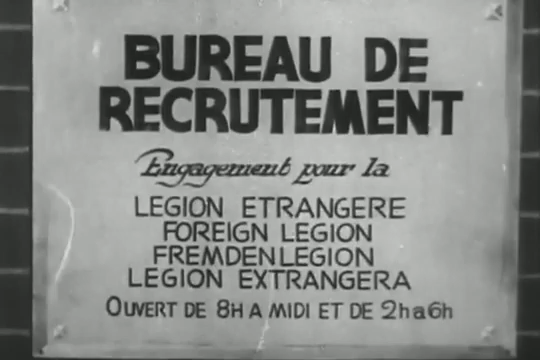 BUREAU DE
RECRUTEMENT
Engagement pour la
LEGION ETRANGERE
FOREIGN LEGION
FREMDENLEGION
LEGION EXTRANGERA
OUVERT DE 8H A MIDI ET DE 2h a 6h